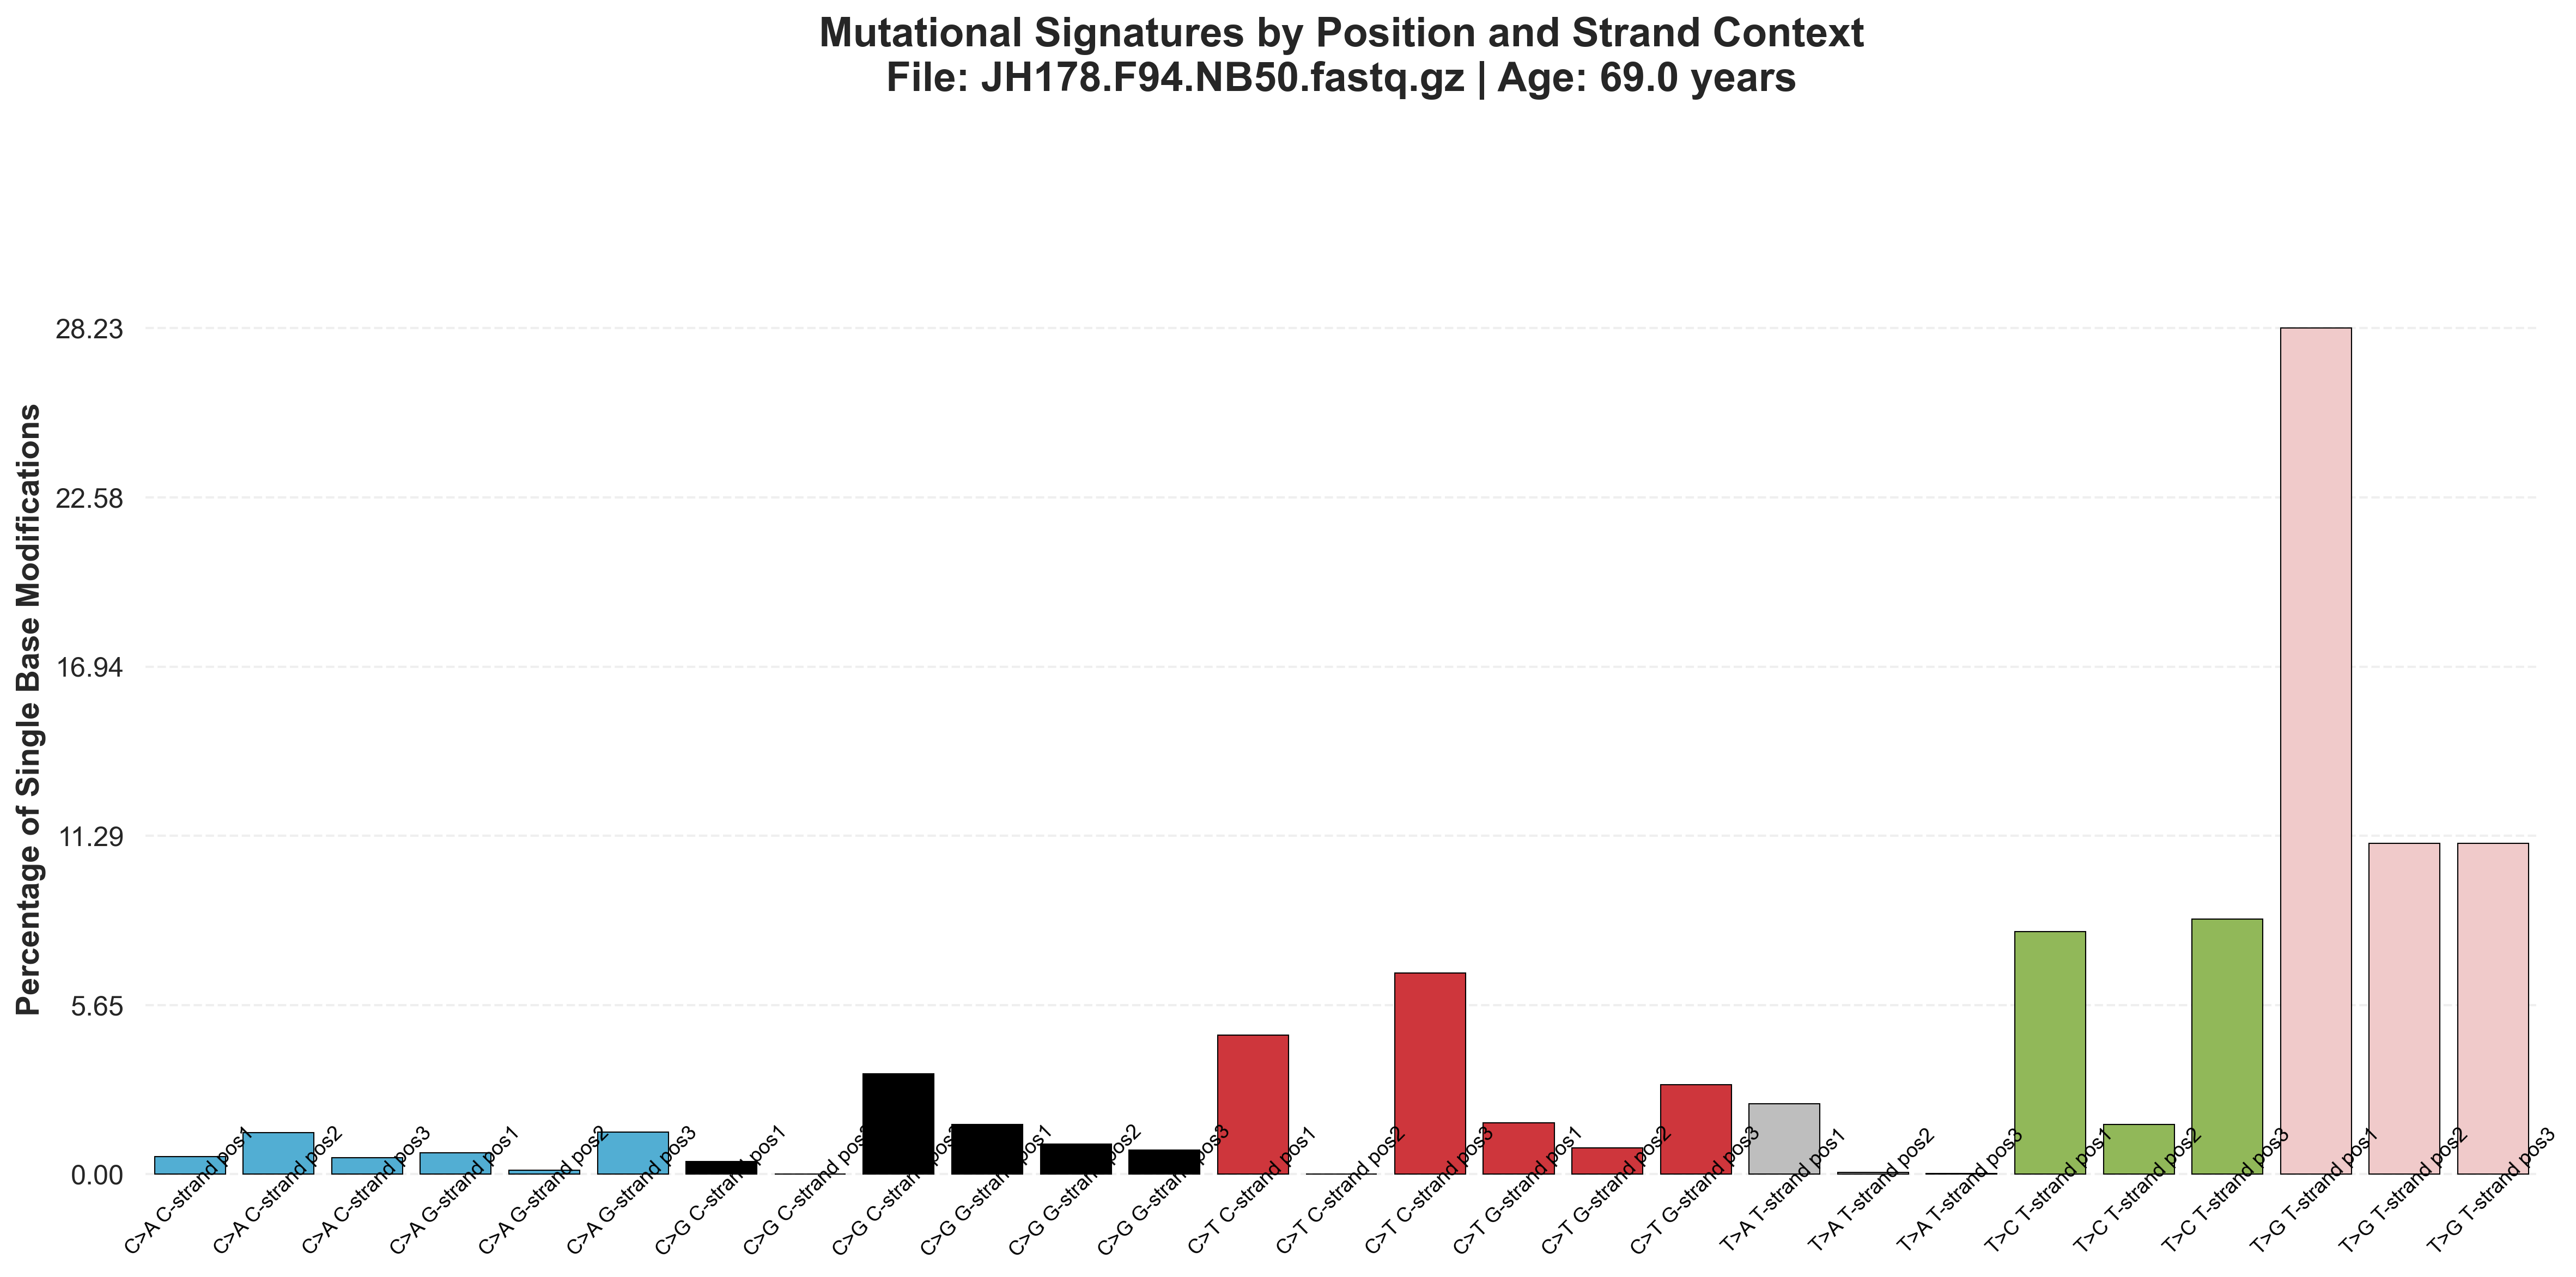 Mutational Signatures by Position and Strand Context
File: JH178.F94.NB50.fastq.gz | Age: 69.0 years
Percentage of Single Base Modifications
28.23
22.58
16.94
11.29
5.65
0.00
C>A C-strand pos1
C>A C-strand pos2
C>A C-strand pos3
C>A G-strand pos1
C>A G-strand pos2
C>A G-strand pos3
C>G C-strand pos1
C>G C-strand pos2
C>G C-strand pos3
C>G G-strand pos1
C>G G-strand pos2
C>G G-strand pos3
C>T C-strand pos1
C>T C-strand pos2
C>T C-strand pos3
C>T G-strand pos1
C>T G-strand pos2
C>T G-strand pos3
T>A T-strand pos1
T>A T-strand pos2
T>A T-strand pos3
T>C T-strand pos1
T>C T-strand pos2
T>C T-strand pos3
T>G T-strand pos1
T>G T-strand pos2
T>G T-strand pos3